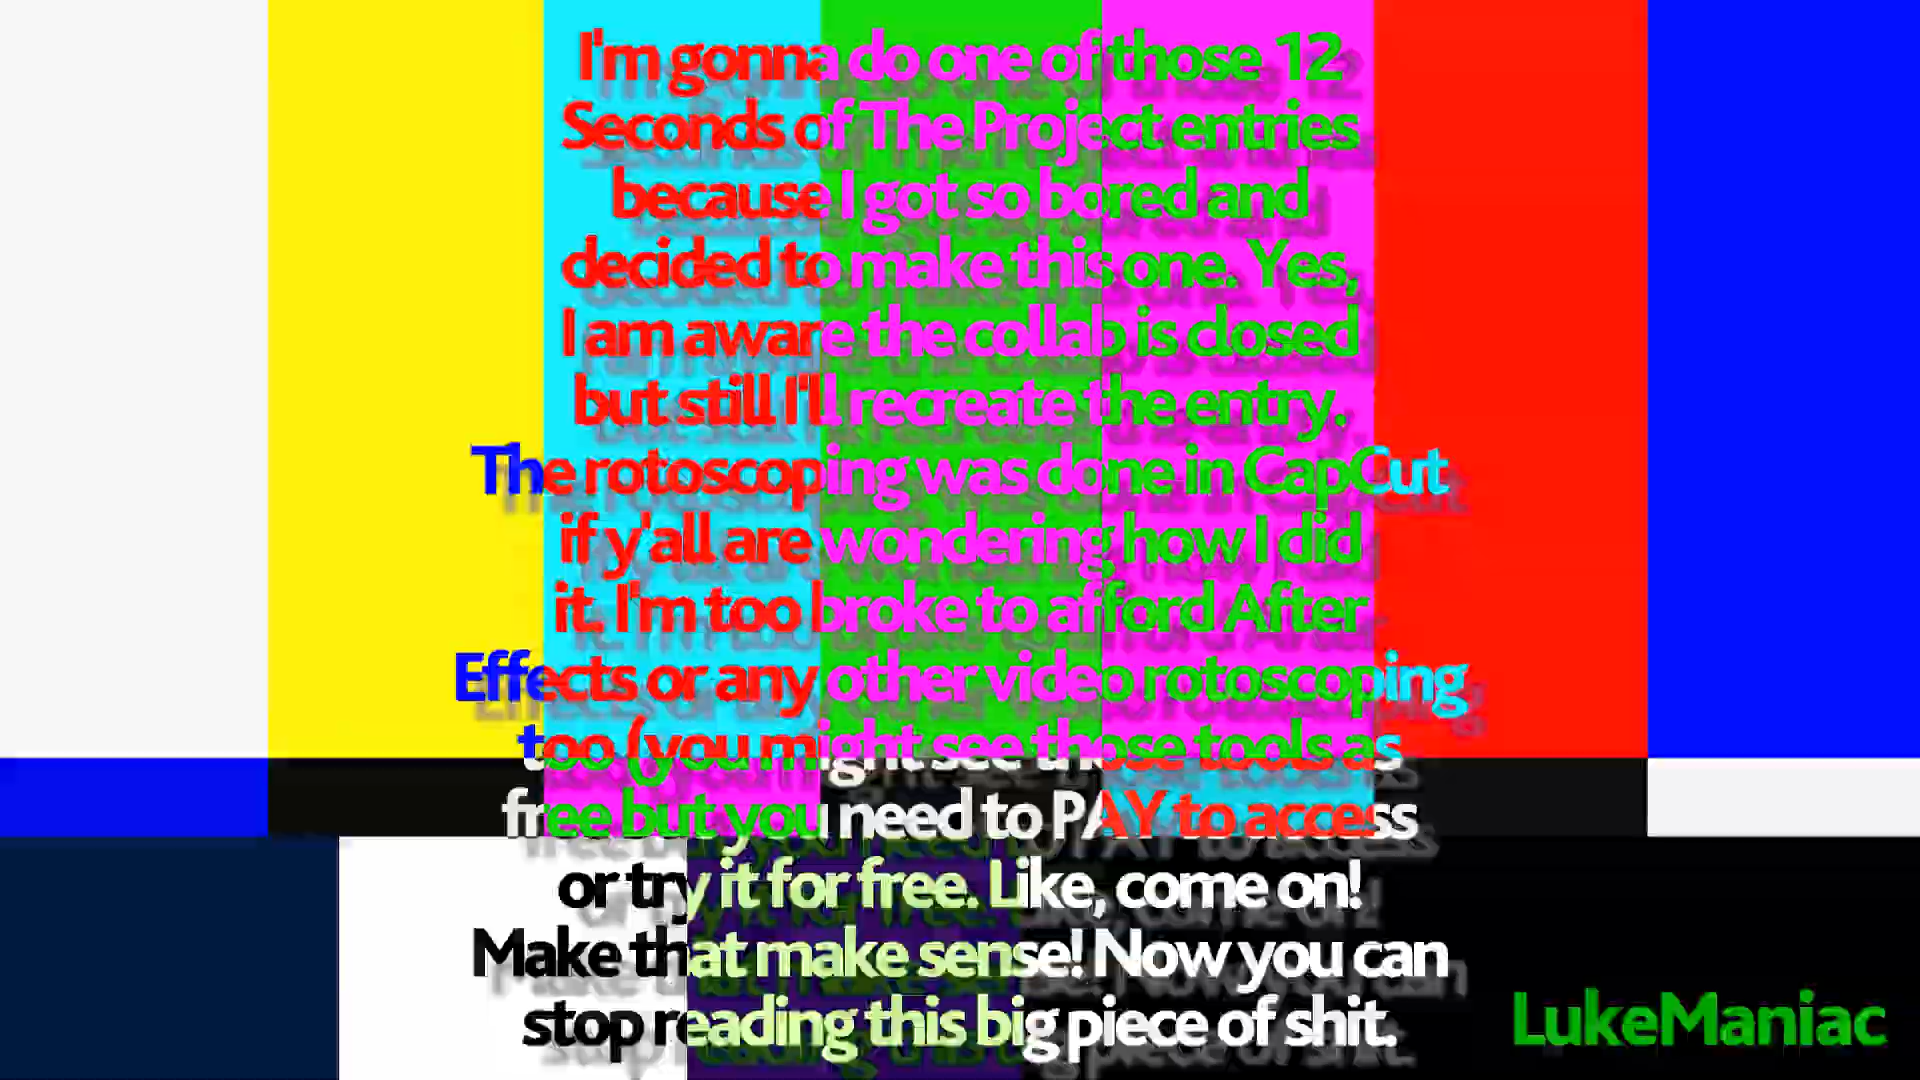 I'm gonna do one of those 12
Seconds of The Project entries
because I got so bored and
decided to make this one. Yes,
I am aware the collab is closed
but still I'll recreate the entry.
The rotoscoping was done in CapCut
if y'all are wondering how I did
it. I'm too broke to afford After
Effects or any other video rotoscoping
too (you might see those tools as
free but you need to PAY to access
or try it for free. Like, come on!
Make that make sense! Now you can
stop reading this big piece of shit.
LukeManiac